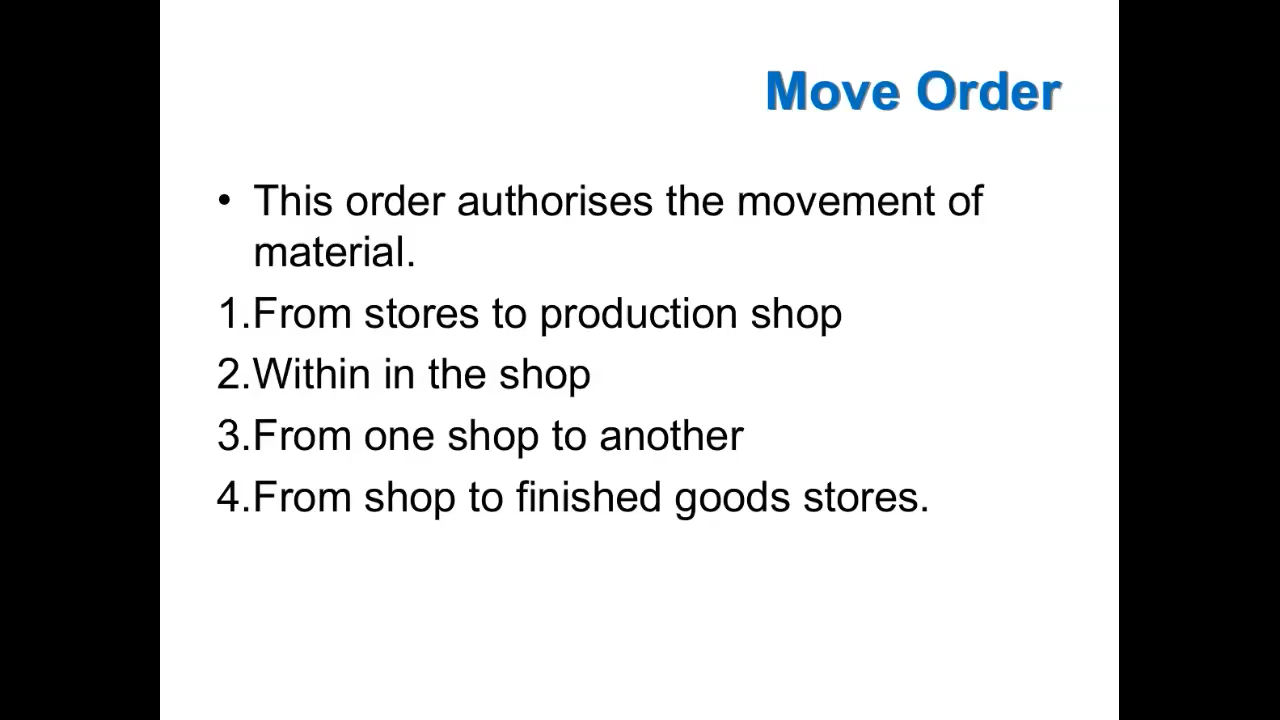 Move Order
• This order authorises the movement of
material.
1.From stores to production shop
2.Within in the shop
3.From one shop to another
4.From shop to finished goods stores.